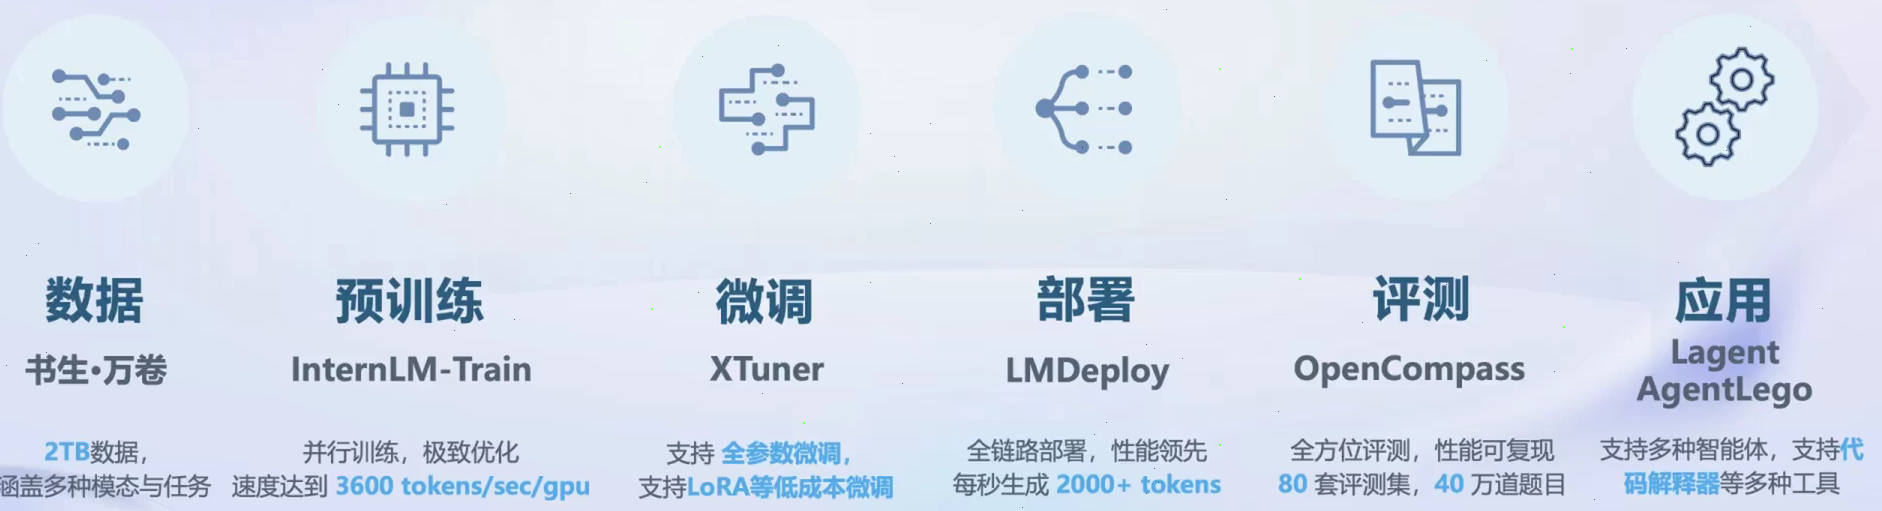 数据
书生·万卷
2TB数据，
涵盖多种模态与任务
预训练
InternLM-Train
并行训练，极致优化
速度达到 3600 tokens/sec/gpu
微调
XTuner
支持 全参数微调，
支持LoRA等低成本微调
部署
LMDeploy
全链路部署，性能领先
每秒生成 2000+ tokens
评测
OpenCompass
全方位评测，性能可复现
80 套评测集，40 万道题目
应用
Lagent
AgentLego
支持多种智能体，支持代
码解释器等多种工具